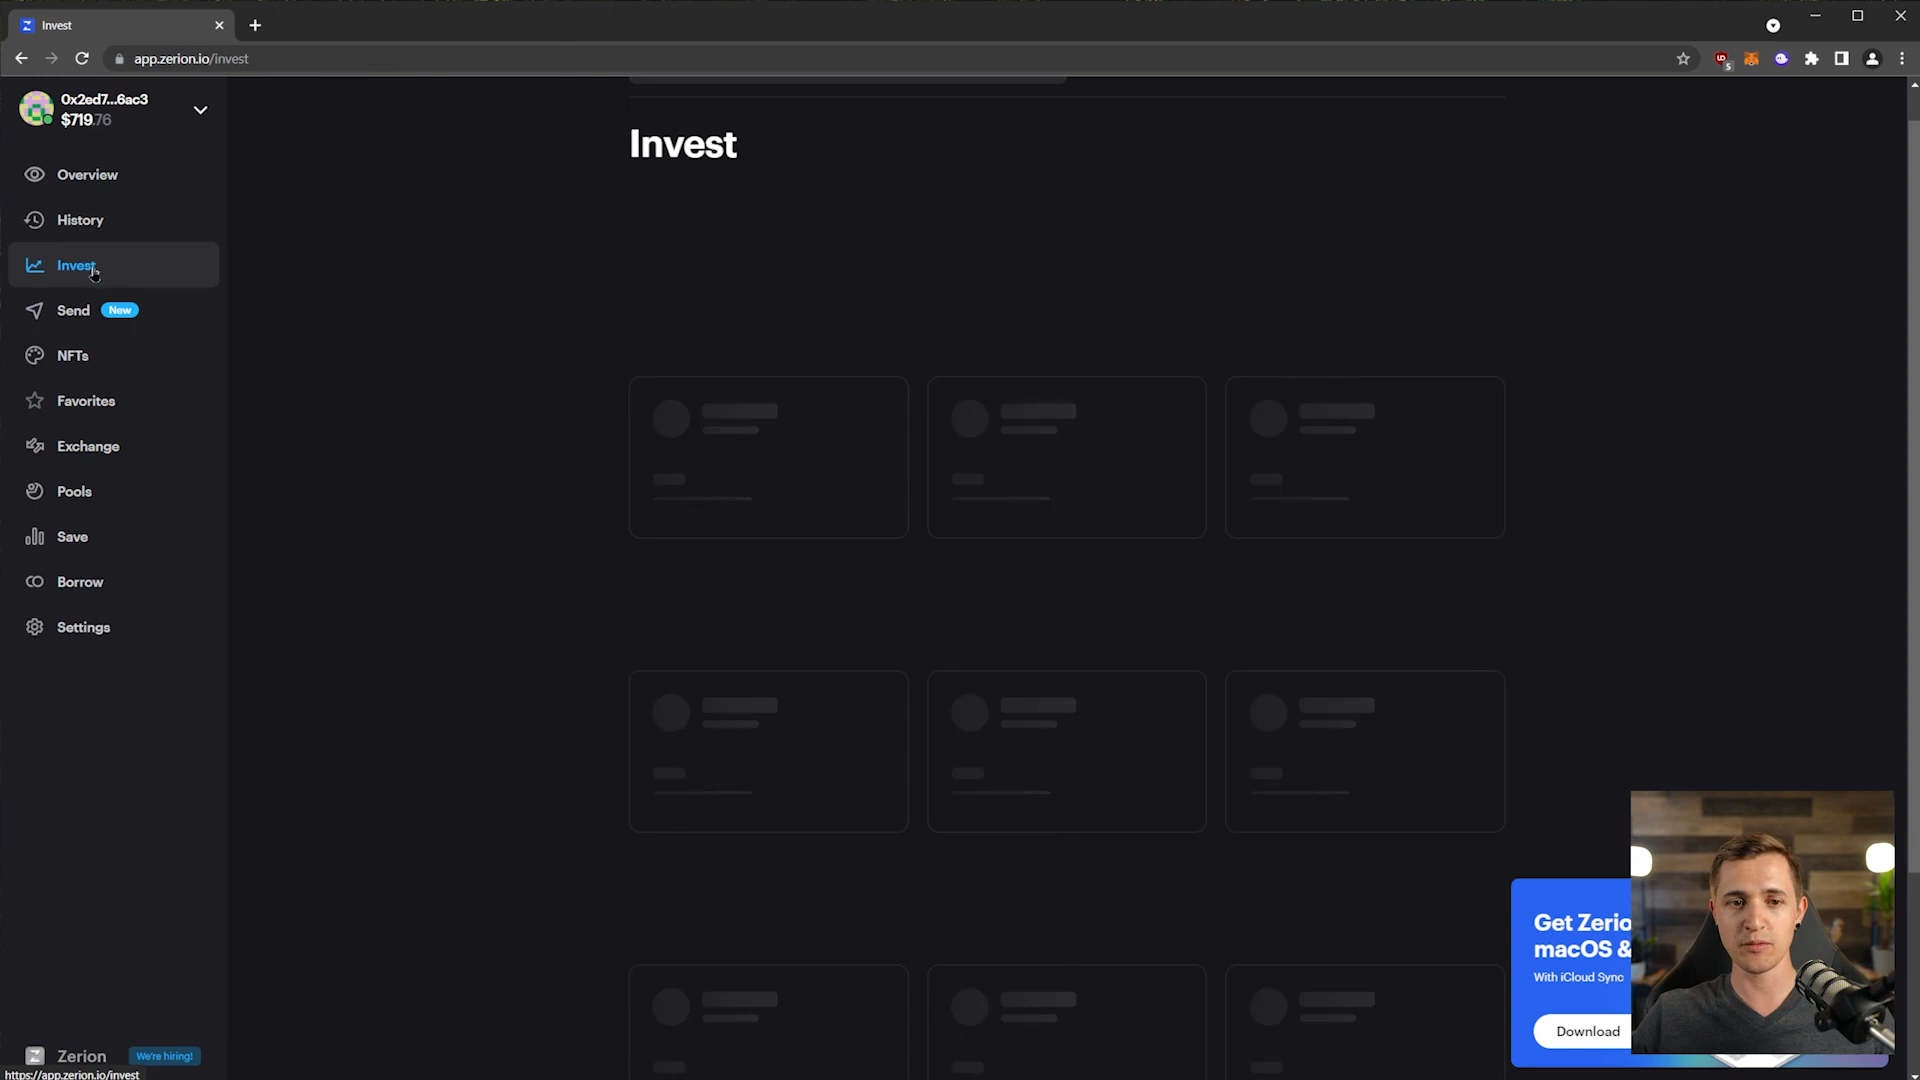 Invest
app.zerion.io/invest
0x2ed7...6ac3
$719.76
Overview
History
Invest
Send New
NFTs
Favorites
Exchange
Pools
Save
Borrow
Settings
Invest
Get Zerio
macOS &
With iCloud Sync
Download
Zerion We're hiring!
https://app.zerion.io/invest